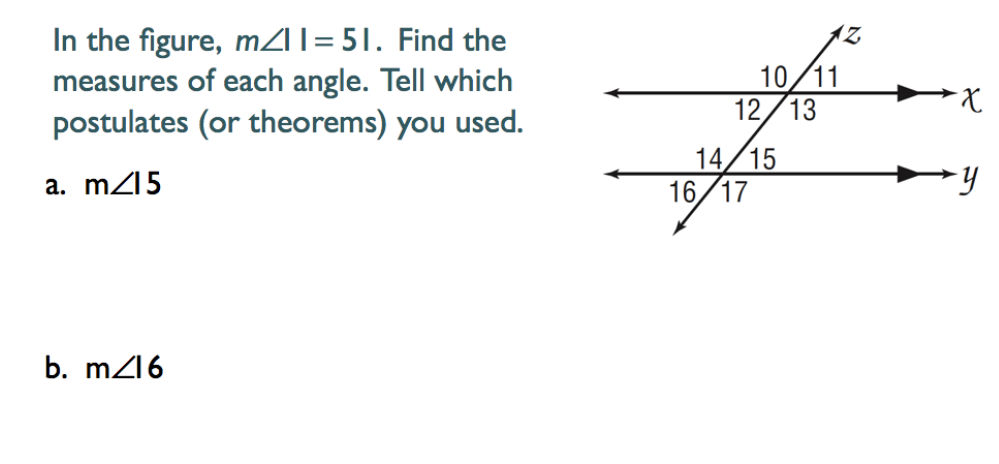 In the figure, m∠11 = 51. Find the
measures of each angle. Tell which
postulates (or theorems) you used.
a. m∠15
b. m∠16
z
10 11
x
12 13
14 15
y
16 17